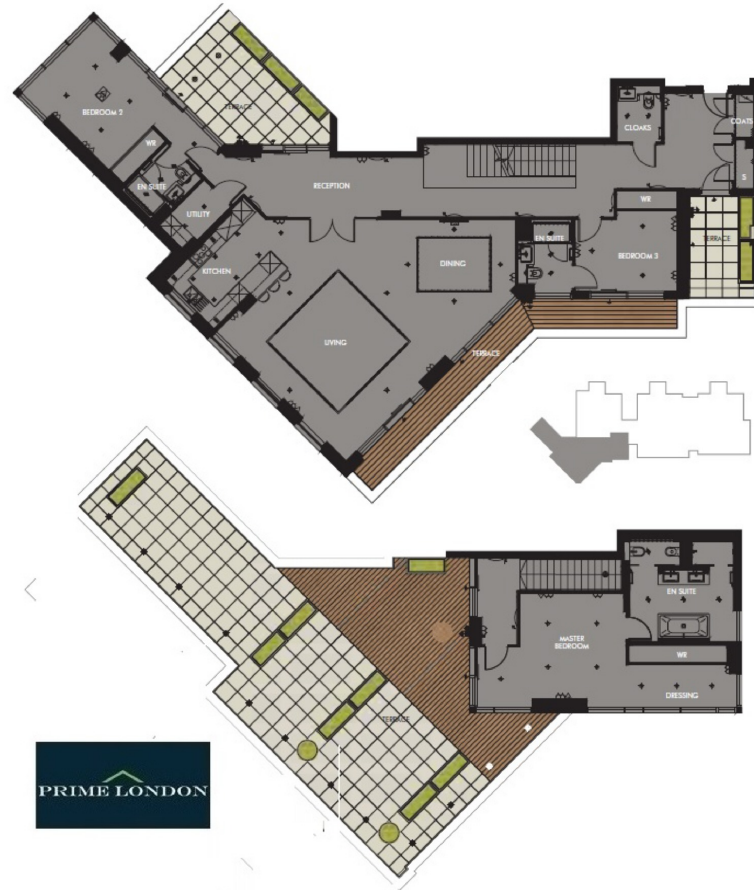 TERRACE
BEDROOM 2
WR
EN SUITE
UTILITY
CLOAKS
COATS
S
RECEPTION
WR
TERRACE
EN SUITE
BEDROOM 3
DINING
KITCHEN
LIVING
TERRACE
EN SUITE
MASTER
BEDROOM
WR
DRESSING
TERRACE
PRIME LONDON